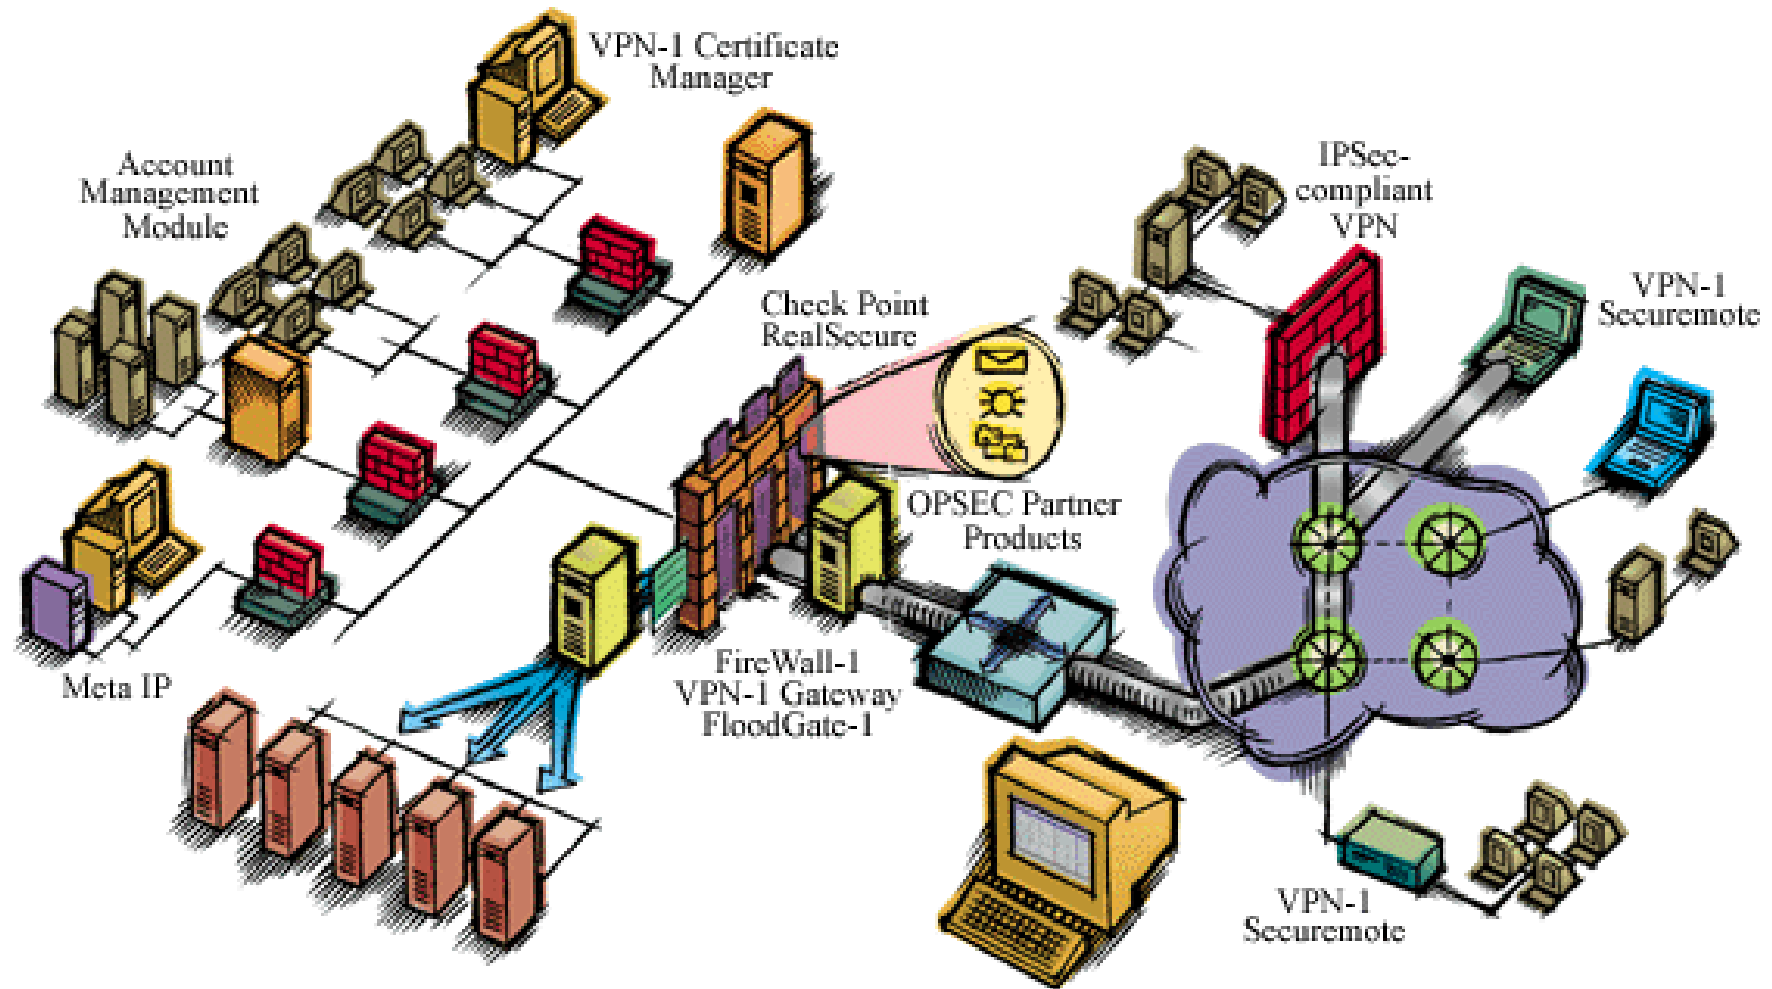 VPN-1 Certificate
Manager
Account
Management
Module
IPSec-
compliant
VPN
VPN-1
Securemote
Check Point
RealSecure
OPSEC Partner
Products
FireWall-1
VPN-1 Gateway
FloodGate-1
Meta IP
VPN-1
Securemote